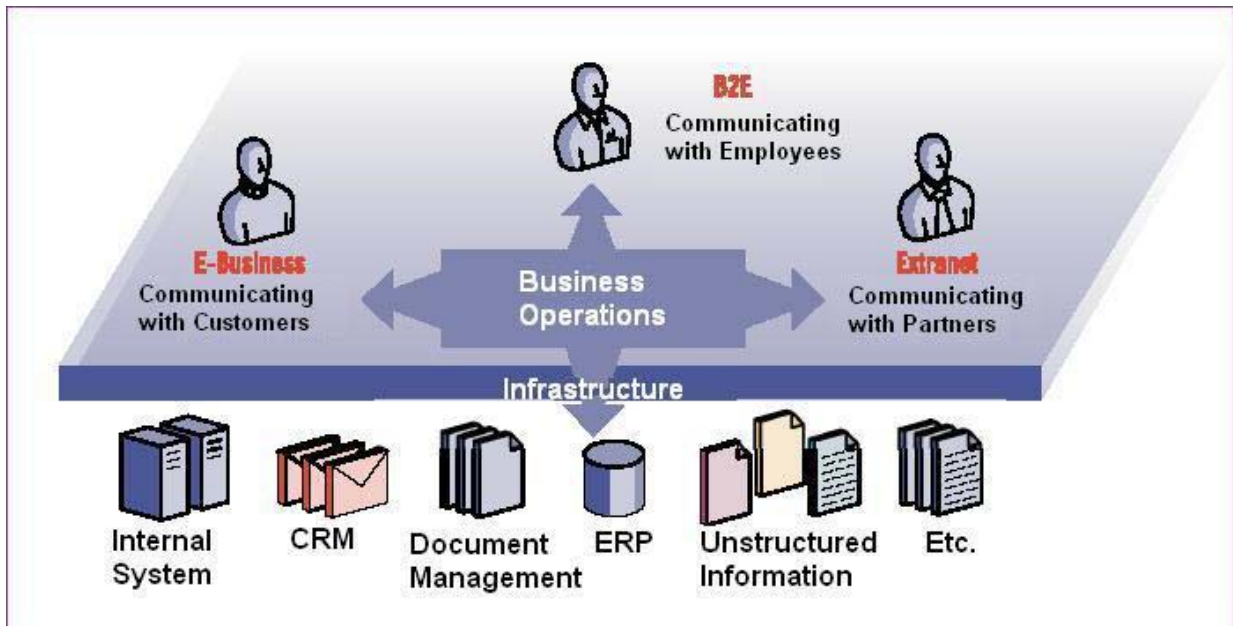 B2E
Communicating
with Employees
E-Business
Communicating
with Customers
Business
Operations
Extranet
Communicating
with Partners
Infrastructure
Internal
System
CRM
Document
Management
ERP
Unstructured
Information
Etc.